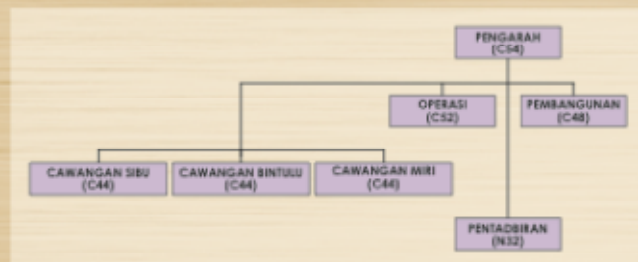 PENGARAH
(C54)
OPERASI
(C52)
PEMBANGUNAN
(C48)
CAWANGAN SIBU
(C44)
CAWANGAN BINTULU
(C44)
CAWANGAN MIRI
(C44)
PENTADBIRAN
(N32)